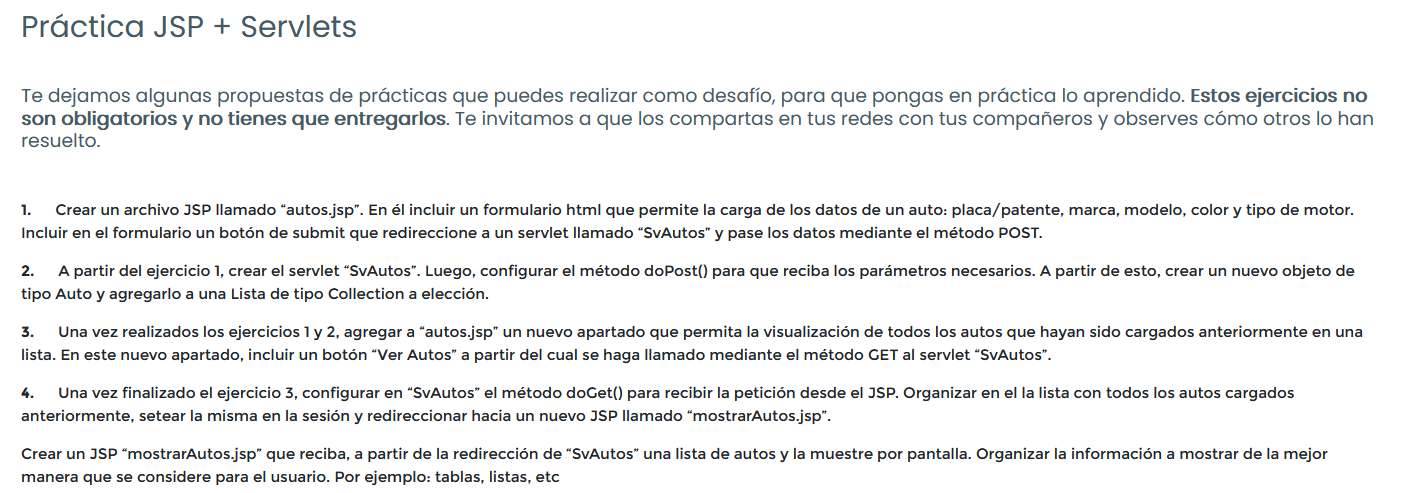 Práctica JSP + Servlets
Te dejamos algunas propuestas de prácticas que puedes realizar como desafío, para que pongas en práctica lo aprendido. Estos ejercicios no
son obligatorios y no tienes que entregarlos. Te invitamos a que los compartas en tus redes con tus compañeros y observes cómo otros lo han
resuelto.
1. Crear un archivo JSP llamado “autos.jsp”. En él incluir un formulario html que permite la carga de los datos de un auto: placa/patente, marca, modelo, color y tipo de motor.
Incluir en el formulario un botón de submit que redireccione a un servlet llamado “SvAutos” y pase los datos mediante el método POST.
2. A partir del ejercicio 1, crear el servlet “SvAutos”. Luego, configurar el método doPost() para que reciba los parámetros necesarios. A partir de esto, crear un nuevo objeto de
tipo Auto y agregarlo a una Lista de tipo Collection a elección.
3. Una vez realizados los ejercicios 1 y 2, agregar a “autos.jsp” un nuevo apartado que permita la visualización de todos los autos que hayan sido cargados anteriormente en una
lista. En este nuevo apartado, incluir un botón “Ver Autos” a partir del cual se haga llamado mediante el método GET al servlet “SvAutos”.
4. Una vez finalizado el ejercicio 3, configurar en “SvAutos” el método doGet() para recibir la petición desde el JSP. Organizar en el la lista con todos los autos cargados
anteriormente, setear la misma en la sesión y redireccionar hacia un nuevo JSP llamado “mostrarAutos.jsp”.
Crear un JSP “mostrarAutos.jsp” que reciba, a partir de la redirección de “SvAutos” una lista de autos y la muestre por pantalla. Organizar la información a mostrar de la mejor
manera que se considere para el usuario. Por ejemplo: tablas, listas, etc